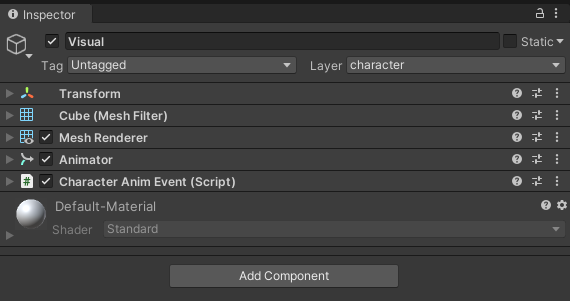 Inspector
Visual
Static
Tag Untagged Layer character
Transform
Cube (Mesh Filter)
Mesh Renderer
Animator
# Character Anim Event (Script)
Default-Material
Shader Standard
Add Component